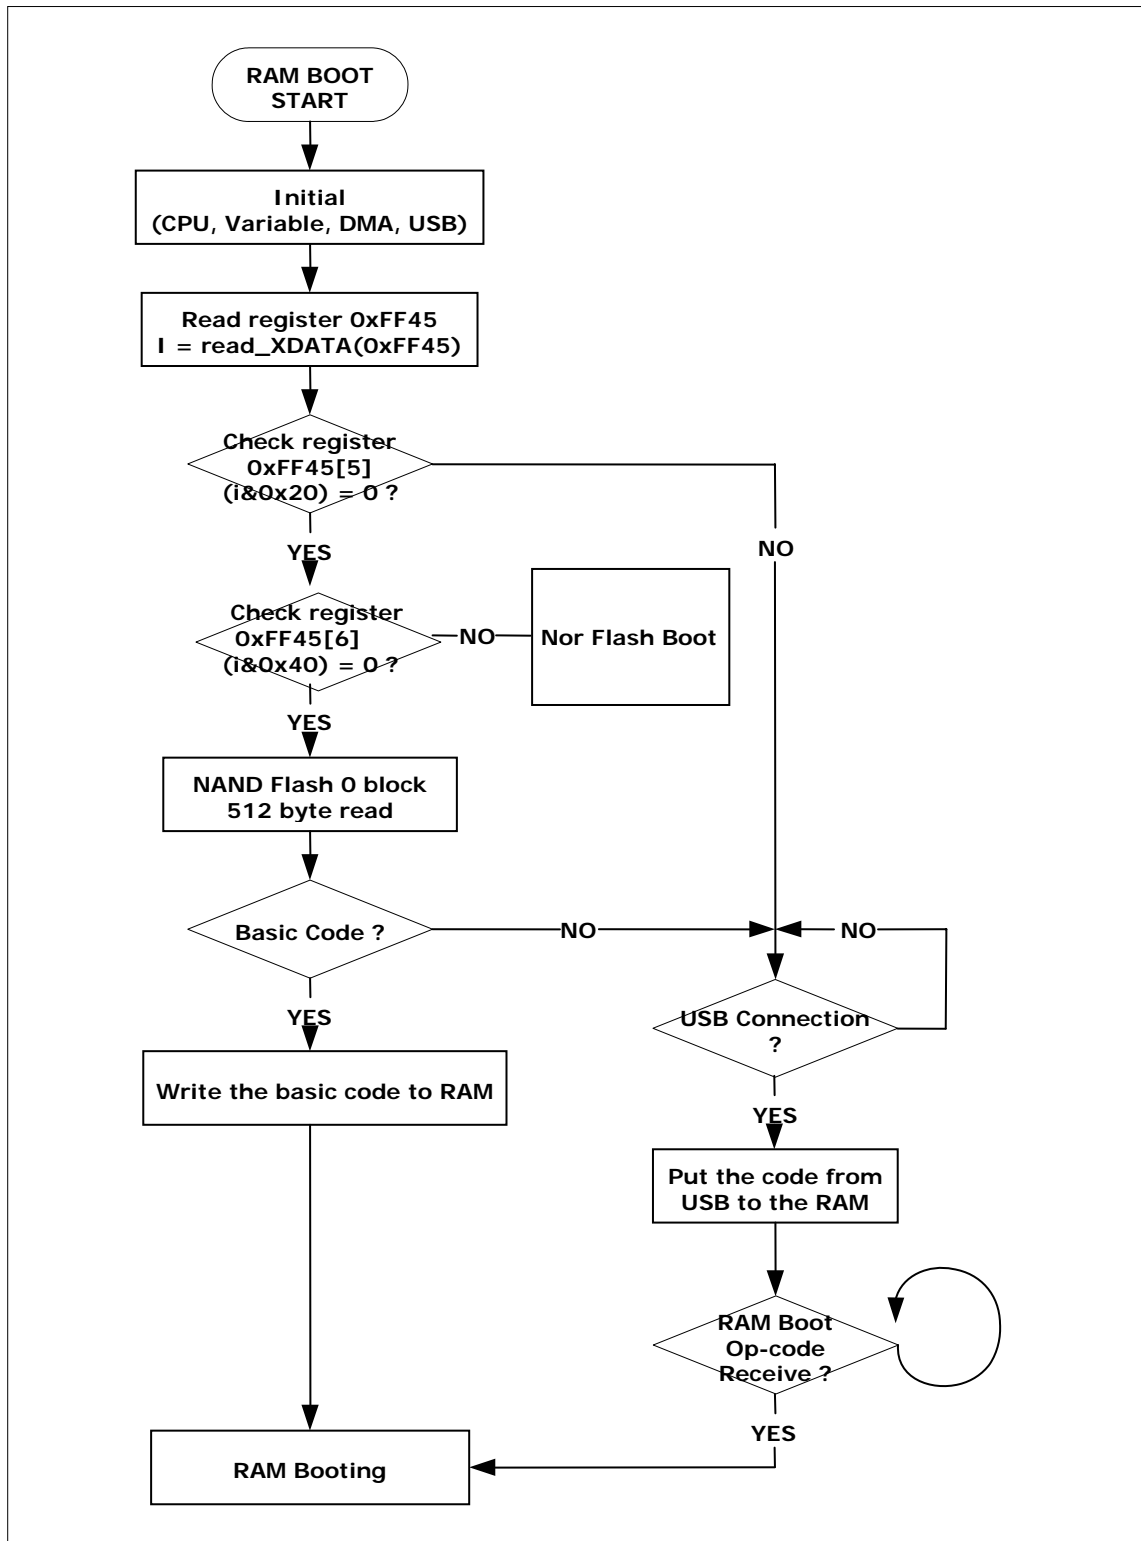 RAM BOOT
START
Initial
(CPU, Variable, DMA, USB)
Read register 0xFF45
I = read_XDATA(0xFF45)
Check register
0xFF45[5]
(i&0x20) = 0 ?
NO
YES
Check register
0xFF45[6]
(i&0x40) = 0 ?
NO
Nor Flash Boot
YES
NAND Flash 0 block
512 byte read
Basic Code ?
NO
NO
YES
USB Connection
?
Write the basic code to RAM
YES
Put the code from
USB to the RAM
RAM Boot
Op-code
Receive ?
YES
RAM Booting